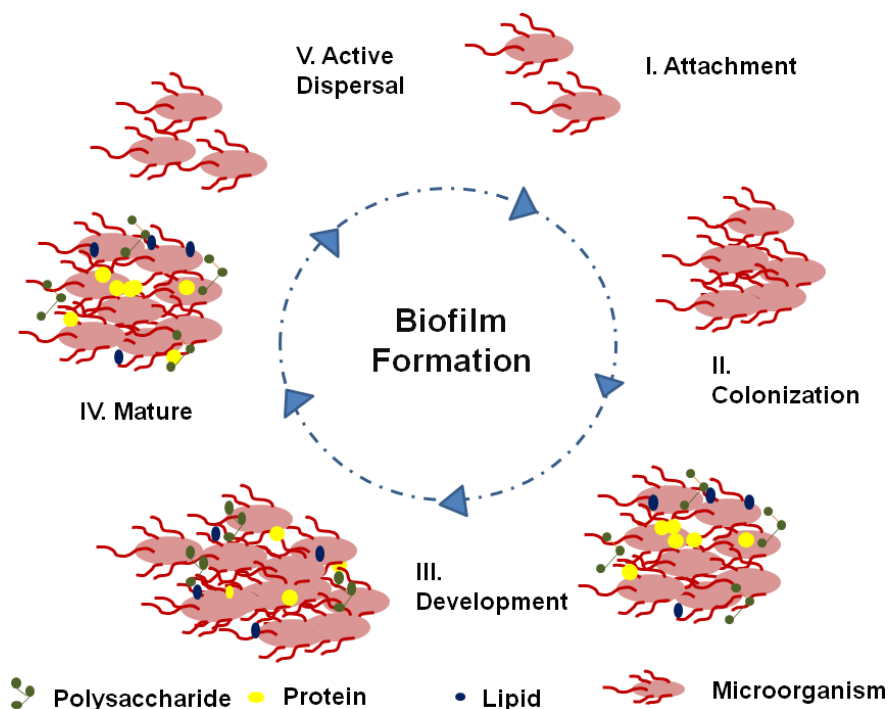 V. Active
Dispersal
I. Attachment
Biofilm
Formation
II.
Colonization
IV. Mature
III.
Development
Polysaccharide
Protein
Lipid
Microorganism